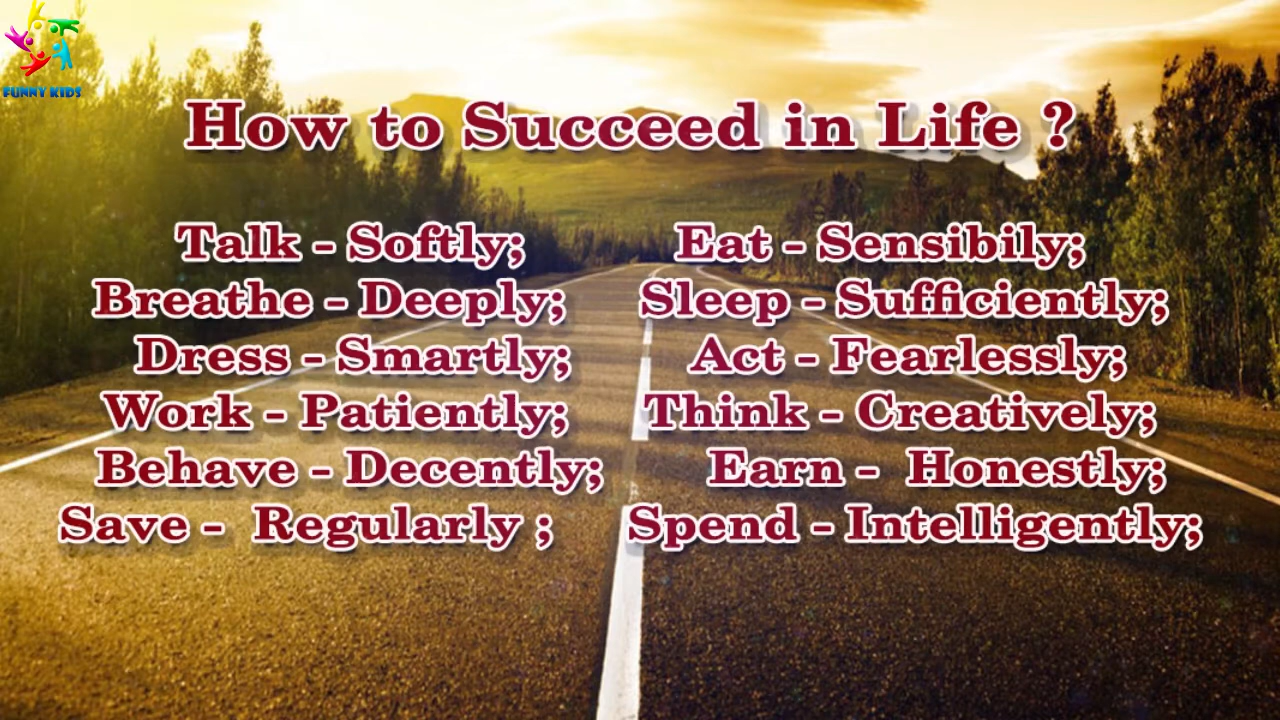 FUNNY KIDS
How to Succeed in Life ?
Talk - Softly; Eat - Sensibily;
Breathe - Deeply; Sleep - Sufficiently;
Dress - Smartly; Act - Fearlessly;
Work - Patiently; Think - Creatively;
Behave - Decently; Earn - Honestly;
Save - Regularly ; Spend - Intelligently;